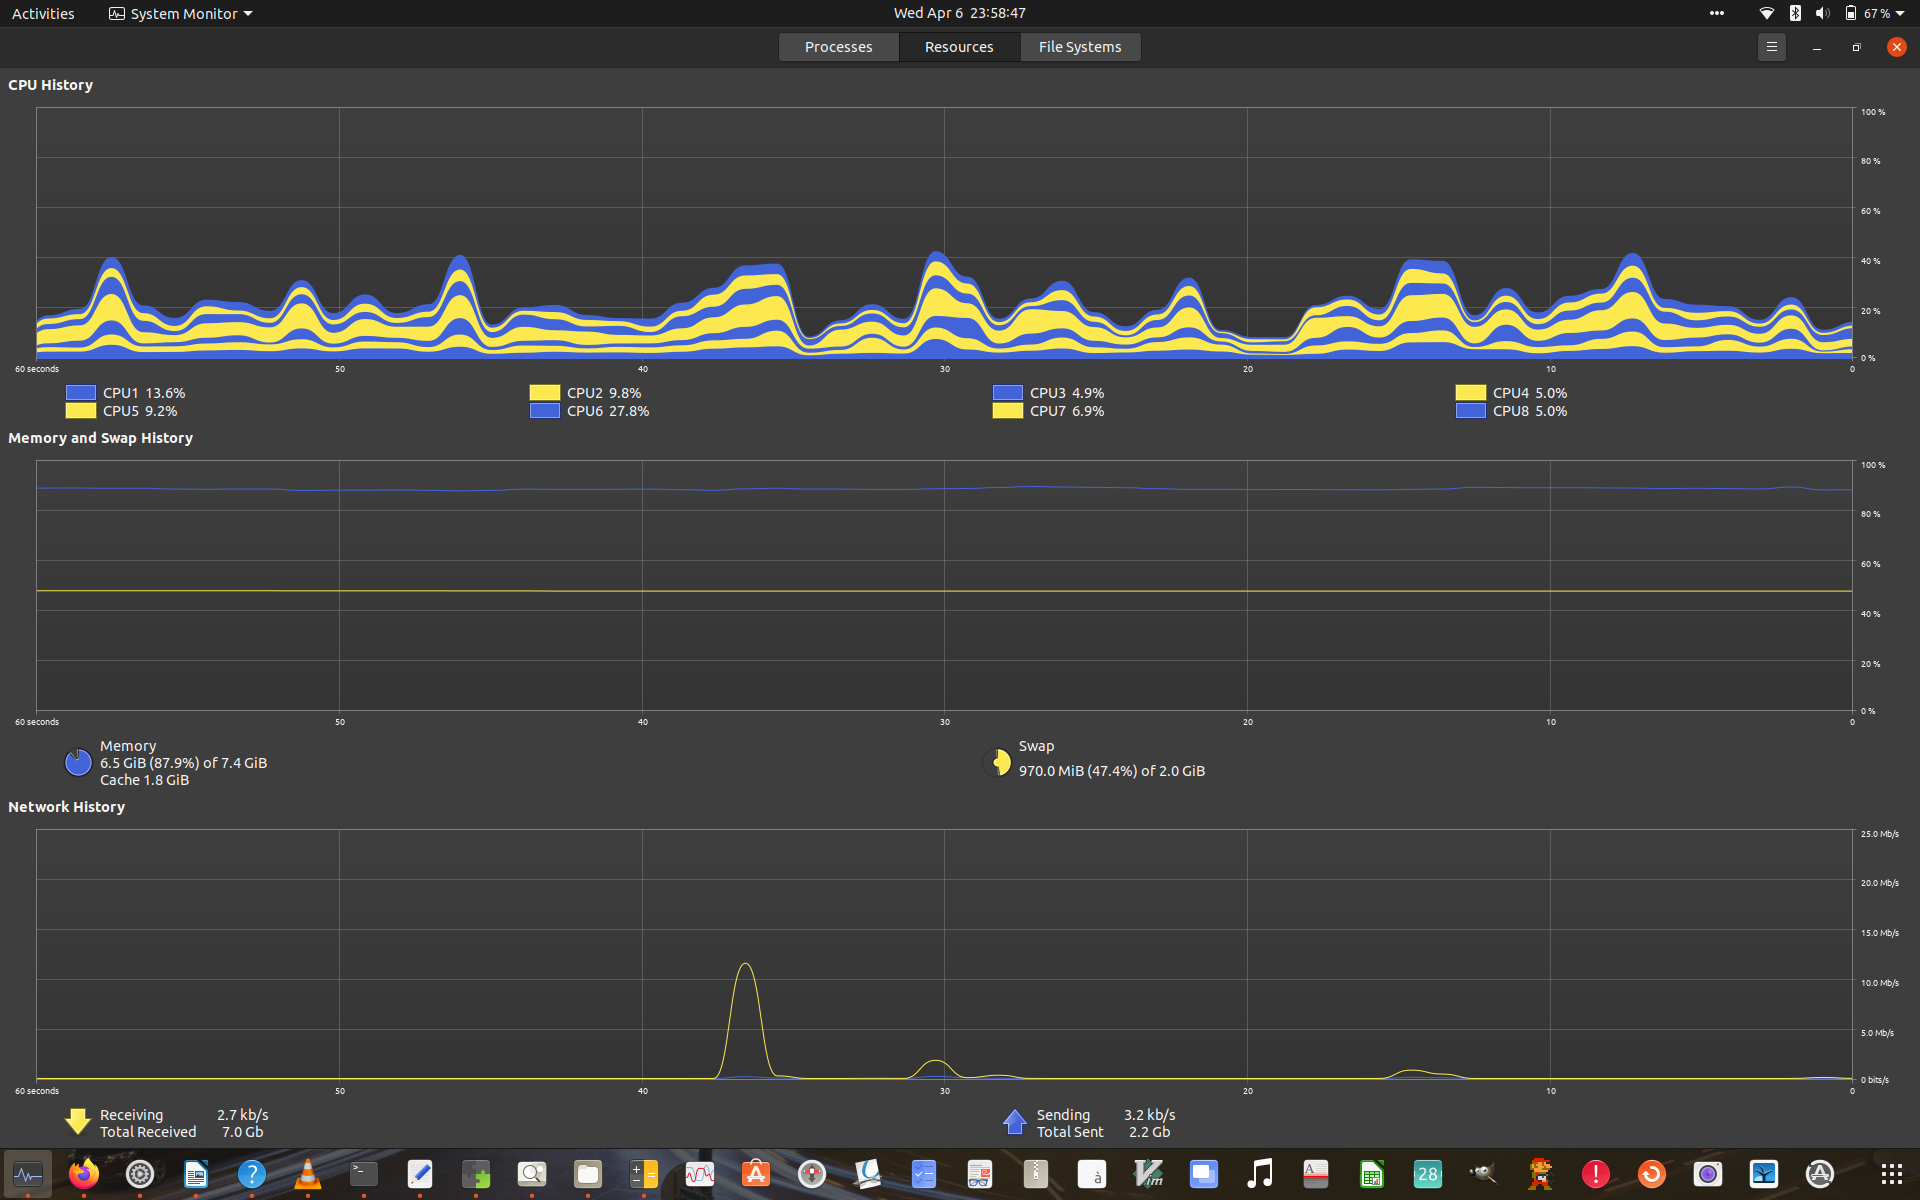 Activities System Monitor Wed Apr 6 23:58:47 67 %
Processes Resources File Systems
CPU History
100 %
80 %
60 %
40 %
20 %
0 %
60 seconds 50 40 30 20 10 0
CPU1 13.6% CPU2 9.8% CPU3 4.9% CPU4 5.0%
CPU5 9.2% CPU6 27.8% CPU7 6.9% CPU8 5.0%
Memory and Swap History
100 %
80 %
60 %
40 %
20 %
0 %
60 seconds 50 40 30 20 10 0
Memory
6.5 GiB (87.9%) of 7.4 GiB
Cache 1.8 GiB
Swap
970.0 MiB (47.4%) of 2.0 GiB
Network History
25.0 Mb/s
20.0 Mb/s
15.0 Mb/s
10.0 Mb/s
5.0 Mb/s
0 bits/s
60 seconds 50 40 30 20 10 0
Receiving 2.7 kb/s
Total Received 7.0 Gb
Sending 3.2 kb/s
Total Sent 2.2 Gb
>_ ? à Vim A 28 !